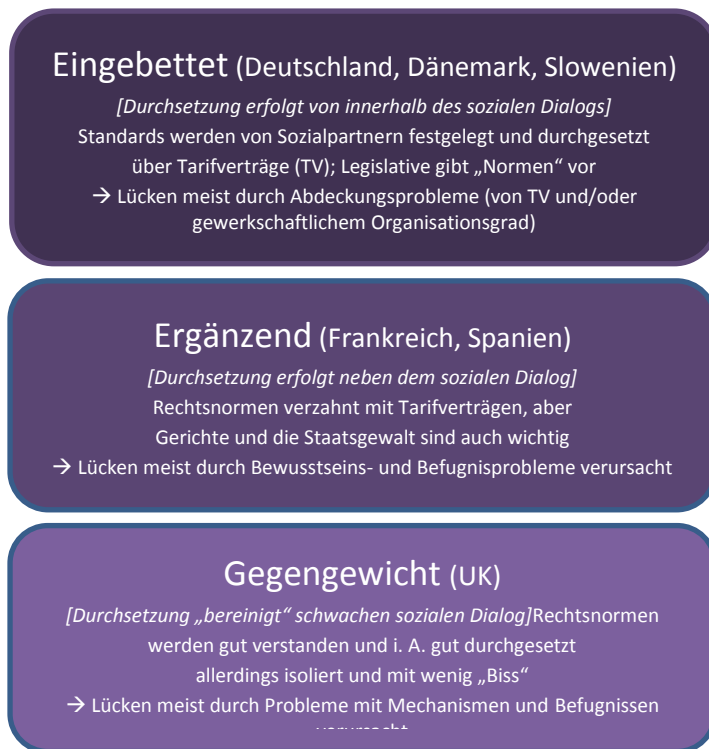 Eingebettet (Deutschland, Dänemark, Slowenien)
[Durchsetzung erfolgt von innerhalb des sozialen Dialogs]
Standards werden von Sozialpartnern festgelegt und durchgesetzt
über Tarifverträge (TV); Legislative gibt „Normen“ vor
→ Lücken meist durch Abdeckungsprobleme (von TV und/oder
gewerkschaftlichem Organisationsgrad)
Ergänzend (Frankreich, Spanien)
[Durchsetzung erfolgt neben dem sozialen Dialog]
Rechtsnormen verzahnt mit Tarifverträgen, aber
Gerichte und die Staatsgewalt sind auch wichtig
→ Lücken meist durch Bewusstseins- und Befugnisprobleme verursacht
Gegengewicht (UK)
[Durchsetzung „bereinigt“ schwachen sozialen Dialog]Rechtsnormen
werden gut verstanden und i. A. gut durchgesetzt
allerdings isoliert und mit wenig „Biss“
→ Lücken meist durch Probleme mit Mechanismen und Befugnissen